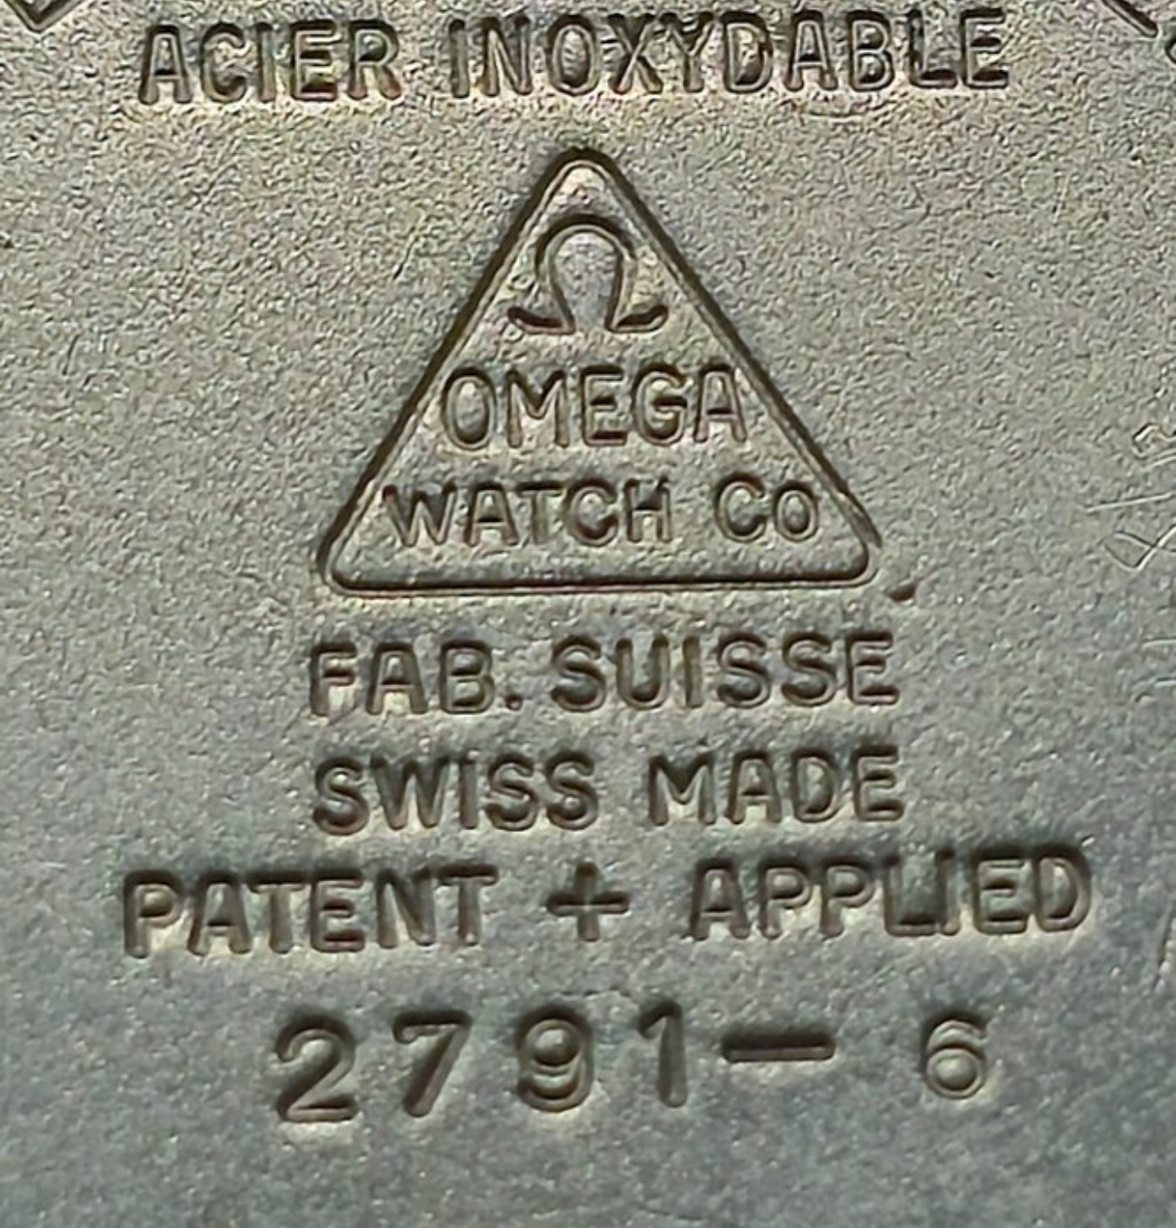 ACIER INOXYDABLE
Ω
OMEGA
WATCH Co
FAB. SUISSE
SWISS MADE
PATENT + APPLIED
2791- 6